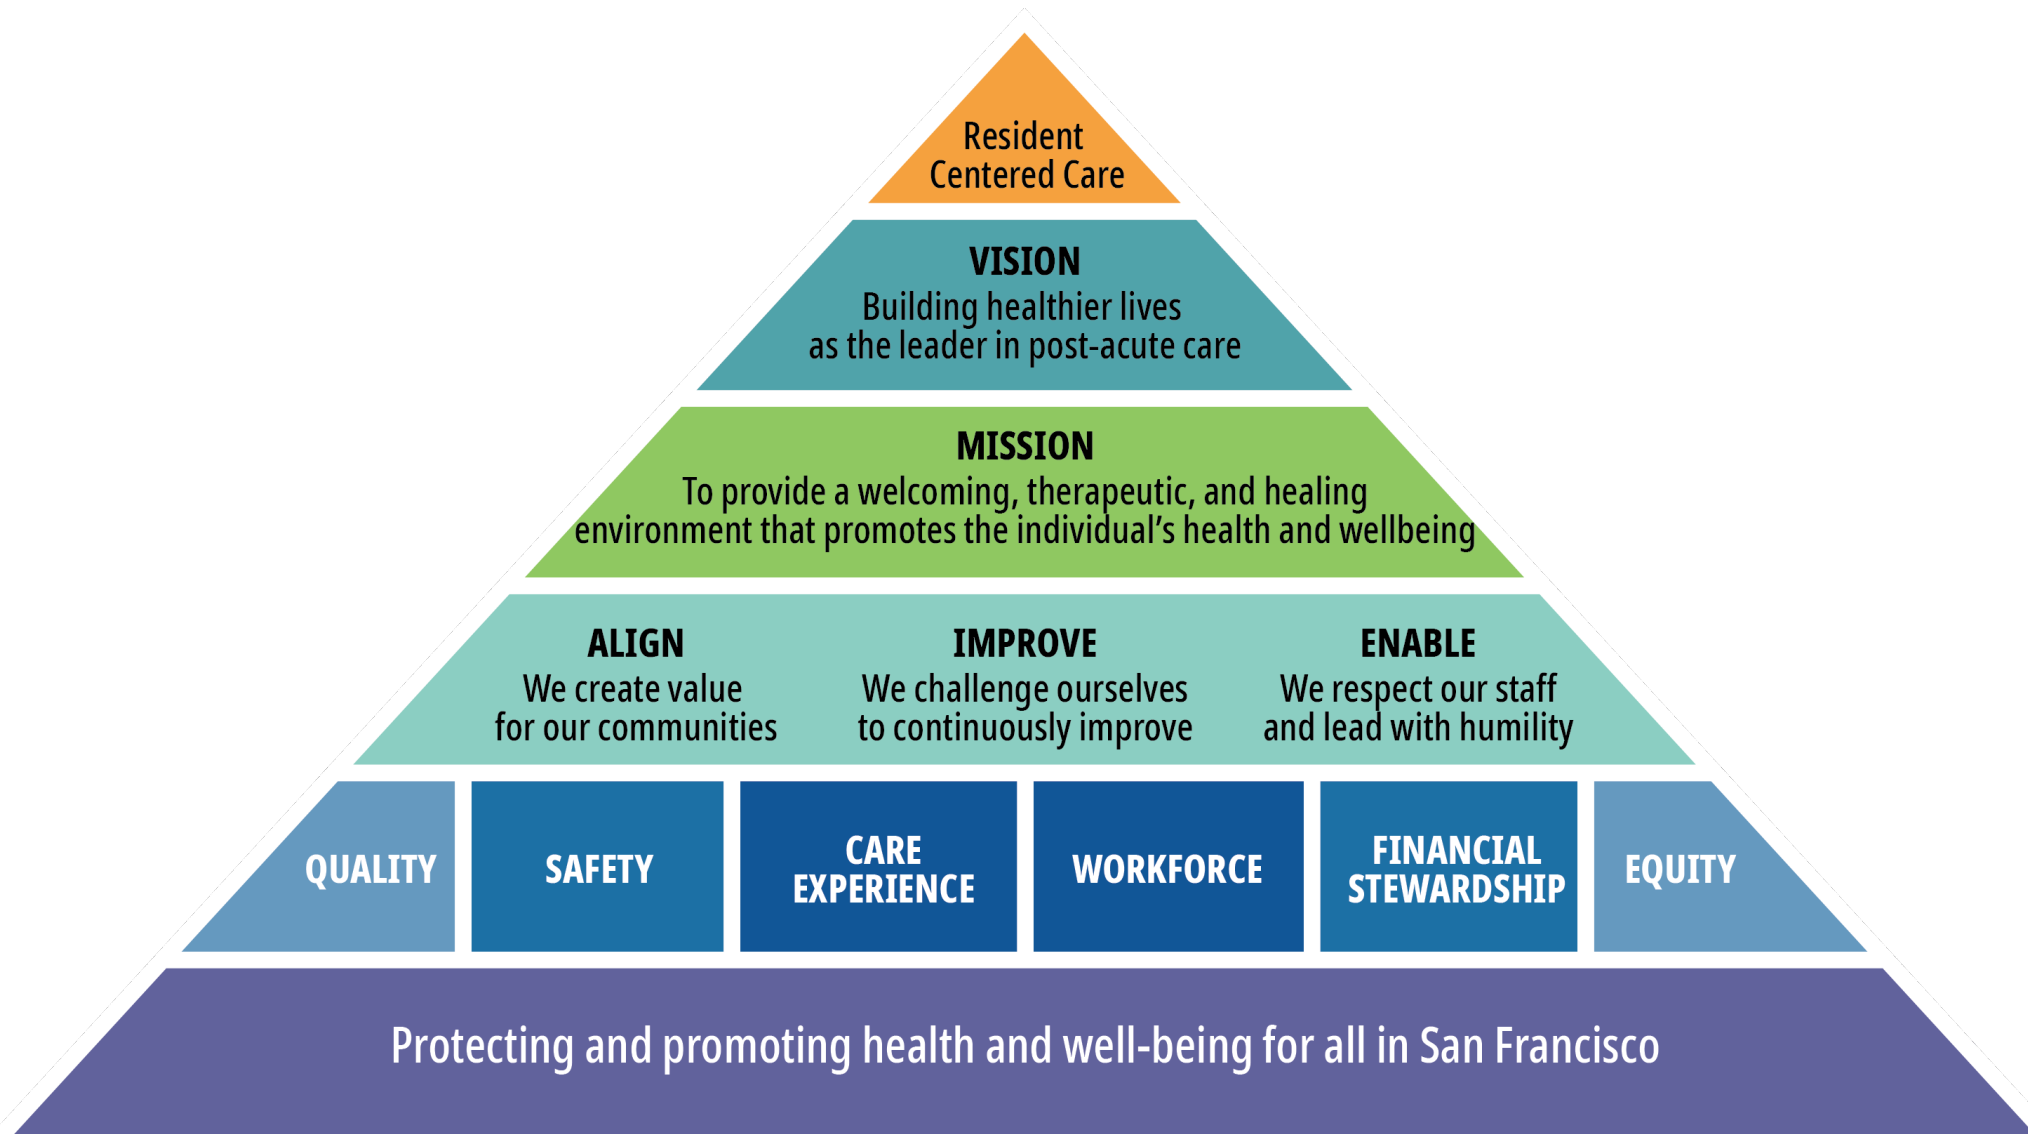 Resident
Centered Care
VISION
Building healthier lives
as the leader in post-acute care
MISSION
To provide a welcoming, therapeutic, and healing
environment that promotes the individual’s health and wellbeing
ALIGN
We create value
for our communities
IMPROVE
We challenge ourselves
to continuously improve
ENABLE
We respect our staff
and lead with humility
QUALITY
SAFETY
CARE
EXPERIENCE
WORKFORCE
FINANCIAL
STEWARDSHIP
EQUITY
Protecting and promoting health and well-being for all in San Francisco